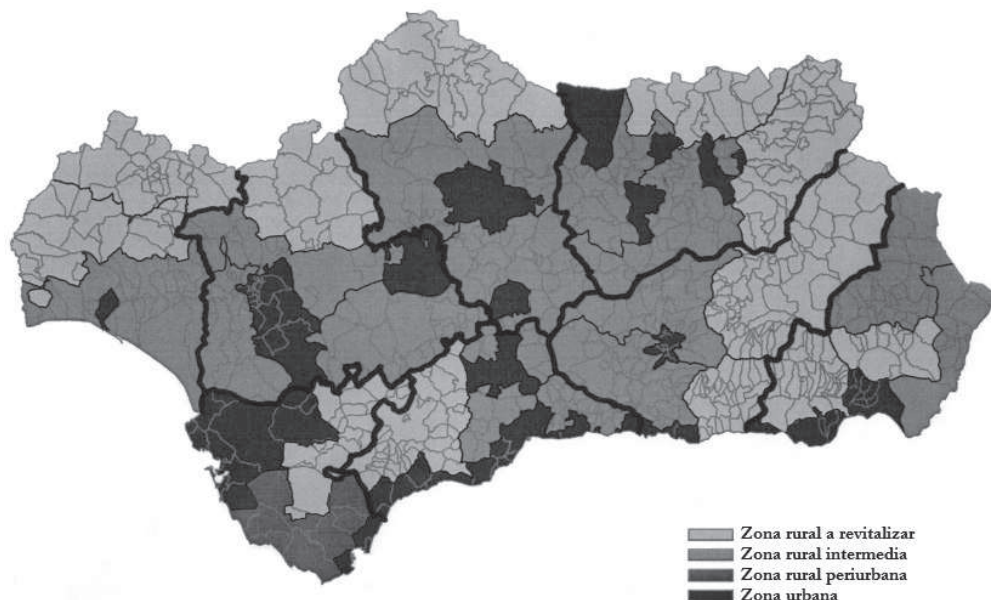 Zona rural a revitalizar
Zona rural intermedia
Zona rural periurbana
Zona urbana